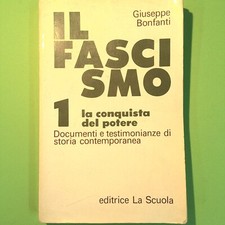 Giuseppe
Bonfanti
IL
FASCI
SMO
1 la conquista
del potere
Documenti e testimonianze di
storia contemporanea
editrice La Scuola